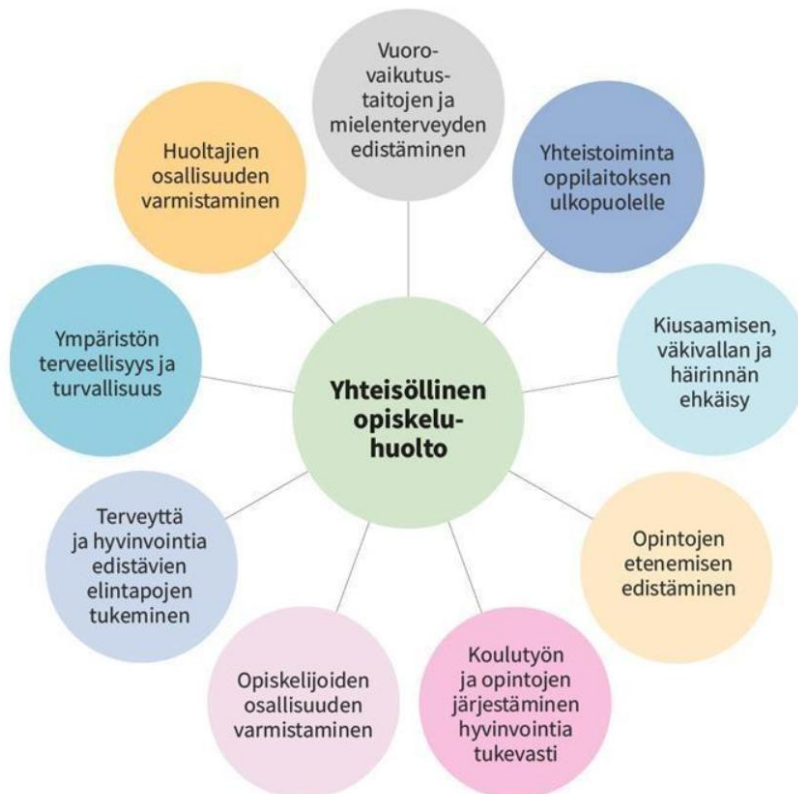 Vuoro-
vaikutus-
taitojen ja
mielenterveyden
edistäminen
Yhteistoiminta
oppilaitoksen
ulkopuolelle
Kiusaamisen,
väkivallan ja
häirinnän
ehkäisy
Opintojen
etenemisen
edistäminen
Koulutyön
ja opintojen
järjestäminen
hyvinvointia
tukevasti
Opiskelijoiden
osallisuuden
varmistaminen
Terveyttä
ja hyvinvointia
edistävien
elintapojen
tukeminen
Ympäristön
terveellisyys ja
turvallisuus
Huoltajien
osallisuuden
varmistaminen
Yhteisöllinen
opiskelu-
huolto